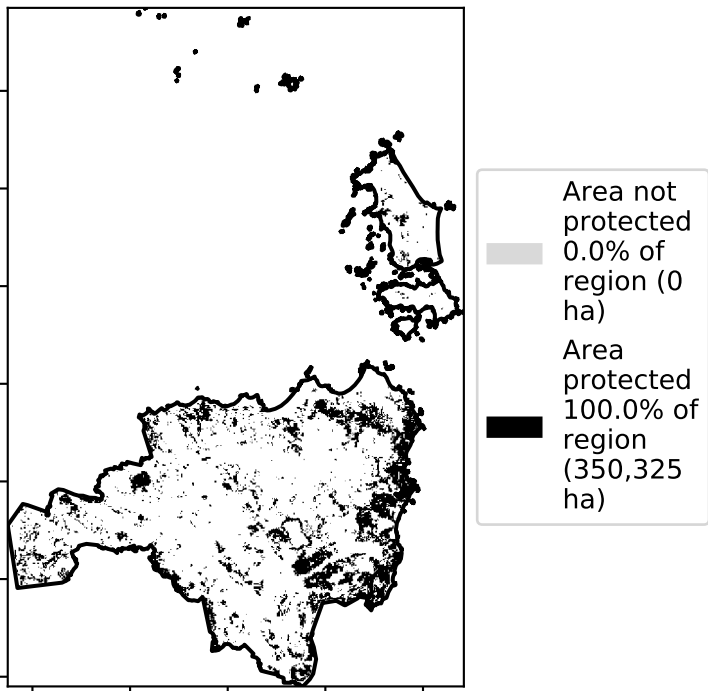 Area not
protected
0.0% of
region (0
ha)
Area
protected
100.0% of
region
(350,325
ha)